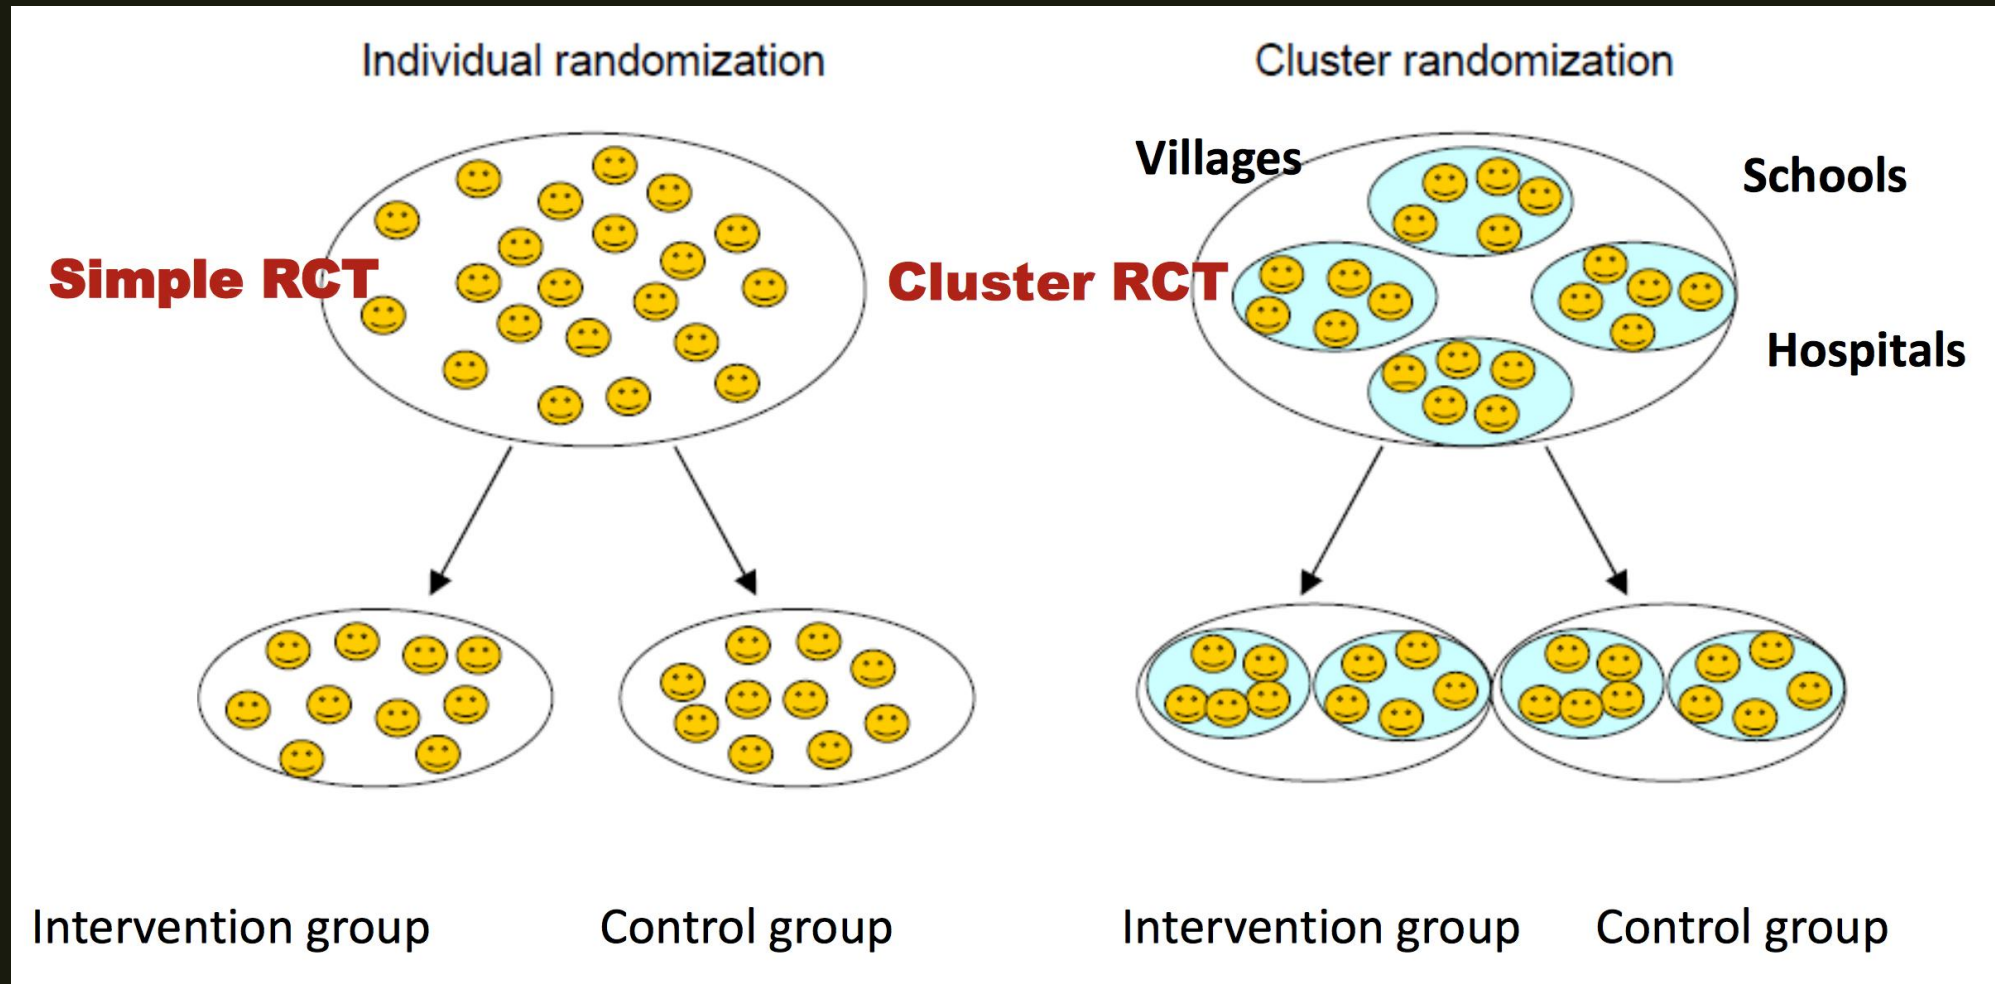 Individual randomization
Cluster randomization
Villages
Schools
Simple RCT
Cluster RCT
Hospitals
Intervention group
Control group
Intervention group
Control group